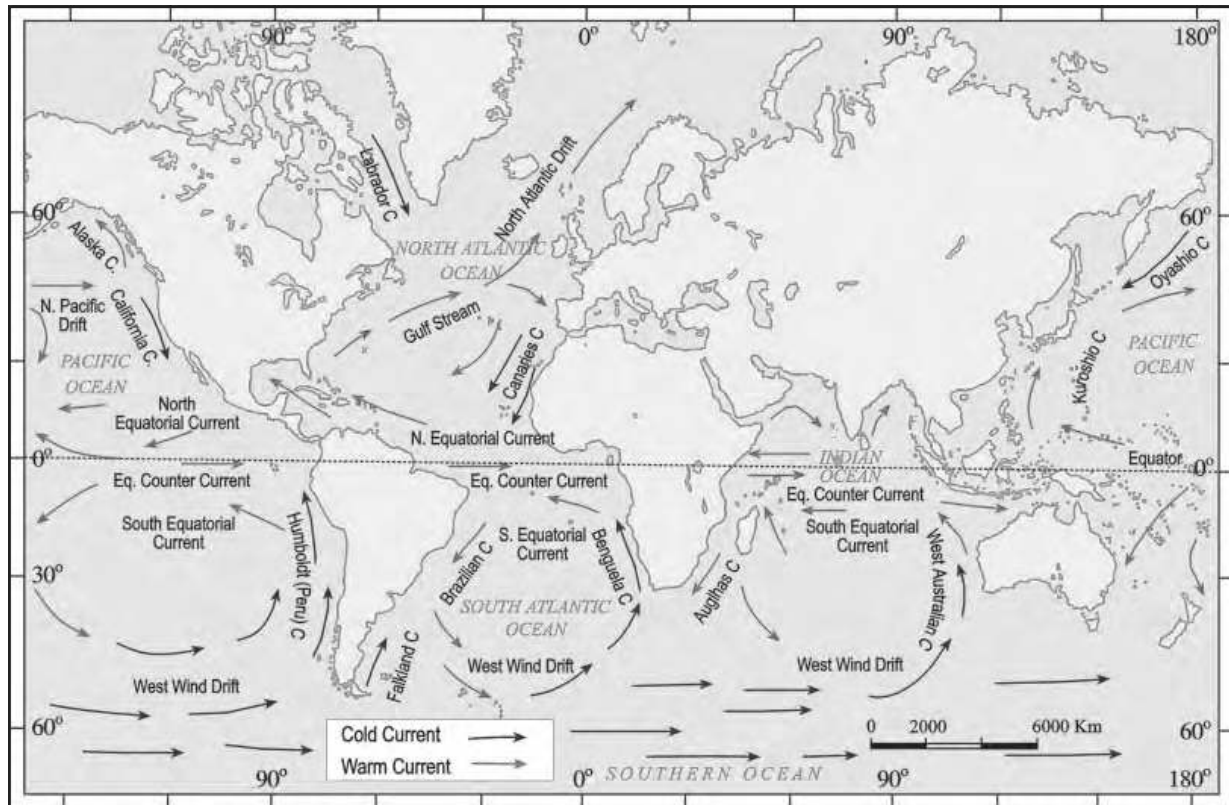 90°
0°
90°
180°
Labrador C
North Atlantic Drift
60°
60°
Alaska C.
NORTH ATLANTIC
OCEAN
Oyashio C
N. Pacific
Drift
California C.
Gulf Stream
Canaries C
Kuroshio C
PACIFIC
OCEAN
PACIFIC
OCEAN
North
Equatorial Current
N. Equatorial Current
INDIAN
OCEAN
Equator
0°
0°
Eq. Counter Current
Eq. Counter Current
Eq. Counter Current
South Equatorial
Current
Humboldt (Peru) C
S. Equatorial
Current
Benguela C
South Equatorial
Current
West Australian C
30°
Brazilian C
Auglhas C
SOUTH ATLANTIC
OCEAN
West Wind Drift
Falkland C
West Wind Drift
West Wind Drift
60°
60°
Cold Current
Warm Current
0 2000 6000 Km
SOUTHERN OCEAN
90°
0°
90°
180°